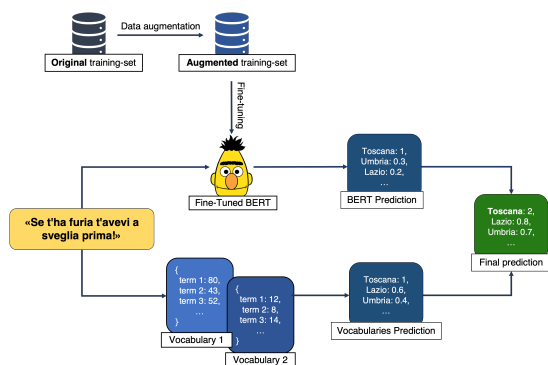 Data augmentation
Original training-set
Augmented training-set
Fine-tuning
Fine-Tuned BERT
Toscana: 1,
Umbria: 0.3,
Lazio: 0.2,
...
BERT Prediction
«Se t'ha furia t'avevi a
sveglia prima!»
Toscana: 2,
Lazio: 0.8,
Umbria: 0.7,
...
Final prediction
{
term 1: 80,
term 2: 43,
term 3: 52,
...
}
Vocabulary 1
{
term 1: 12,
term 2: 8,
term 3: 14,
...
}
Vocabulary 2
Toscana: 1,
Lazio: 0.6,
Umbria: 0.4,
...
Vocabularies Prediction